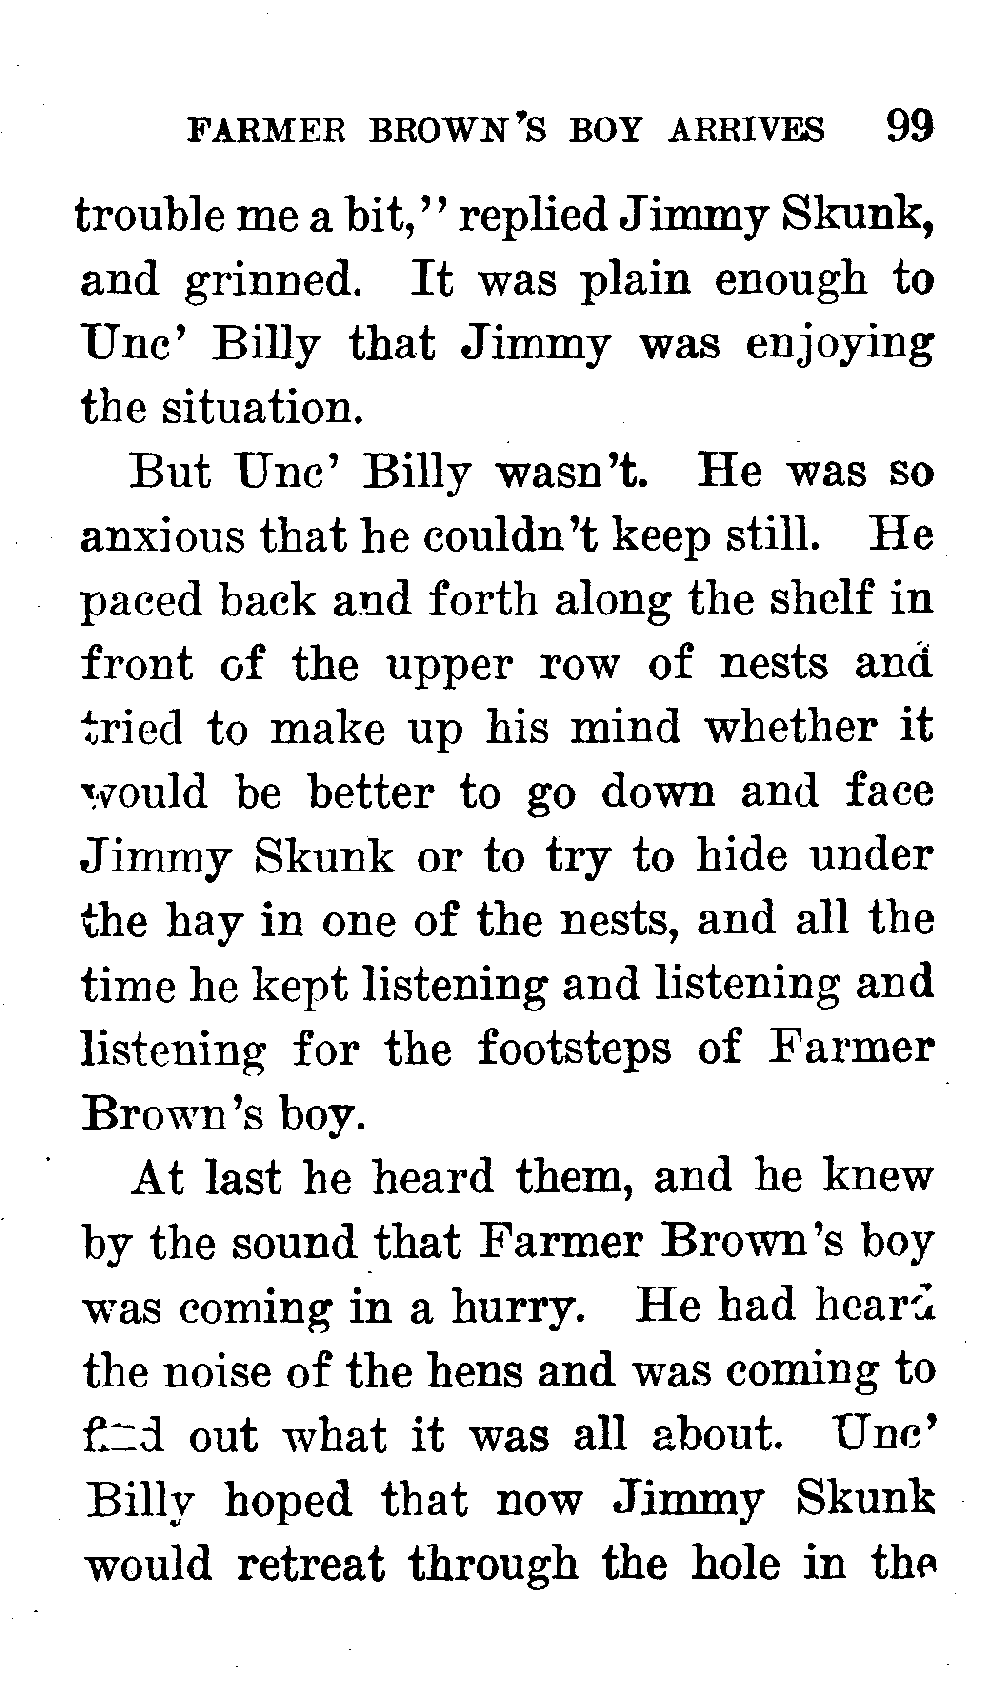 FARMER BROWN'S BOY ARRIVES 99
trouble me a bit,'' replied Jimmy Skunk,
and grinned. It was plain enough to
Unc' Billy that Jimmy was enjoying
the situation.
But Unc' Billy wasn't. He was so
anxious that he couldn't keep still. He
paced back and forth along the shelf in
front of the upper row of nests and
tried to make up his mind whether it
would be better to go down and face
Jimmy Skunk or to try to hide under
the hay in one of the nests, and all the
time he kept listening and listening and
listening for the footsteps of Farmer
Brown's boy.
At last he heard them, and he knew
by the sound that Farmer Brown's boy
was coming in a hurry. He had heard
the noise of the hens and was coming to
find out what it was all about. Unc'
Billy hoped that now Jimmy Skunk
would retreat through the hole in the